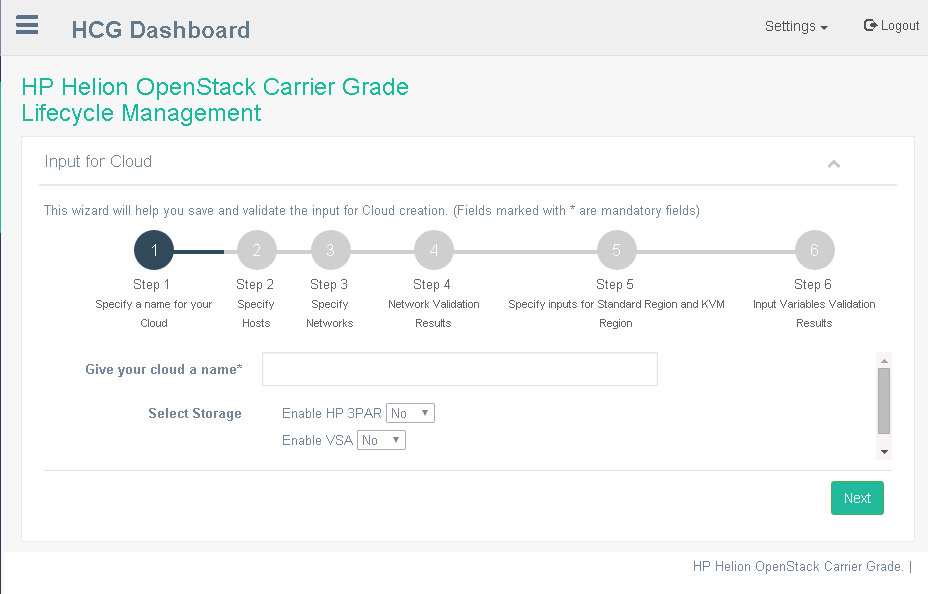 HCG Dashboard
Settings
Logout
HP Helion OpenStack Carrier Grade
Lifecycle Management
Input for Cloud
This wizard will help you save and validate the input for Cloud creation. (Fields marked with * are mandatory fields)
1 2 3 4 5 6
Step 1 Step 2 Step 3 Step 4 Step 5 Step 6
Specify a name for your Specify Specify Network Validation Specify inputs for Standard Region and KVM Input Variables Validation
Cloud Hosts Networks Results Region Results
Give your cloud a name*
Select Storage Enable HP 3PAR No
Enable VSA No
Next
HP Helion OpenStack Carrier Grade. |